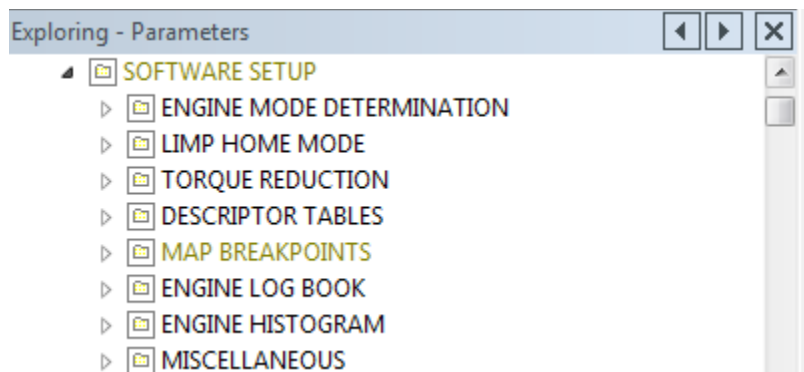 Exploring - Parameters
SOFTWARE SETUP
ENGINE MODE DETERMINATION
LIMP HOME MODE
TORQUE REDUCTION
DESCRIPTOR TABLES
MAP BREAKPOINTS
ENGINE LOG BOOK
ENGINE HISTOGRAM
MISCELLANEOUS